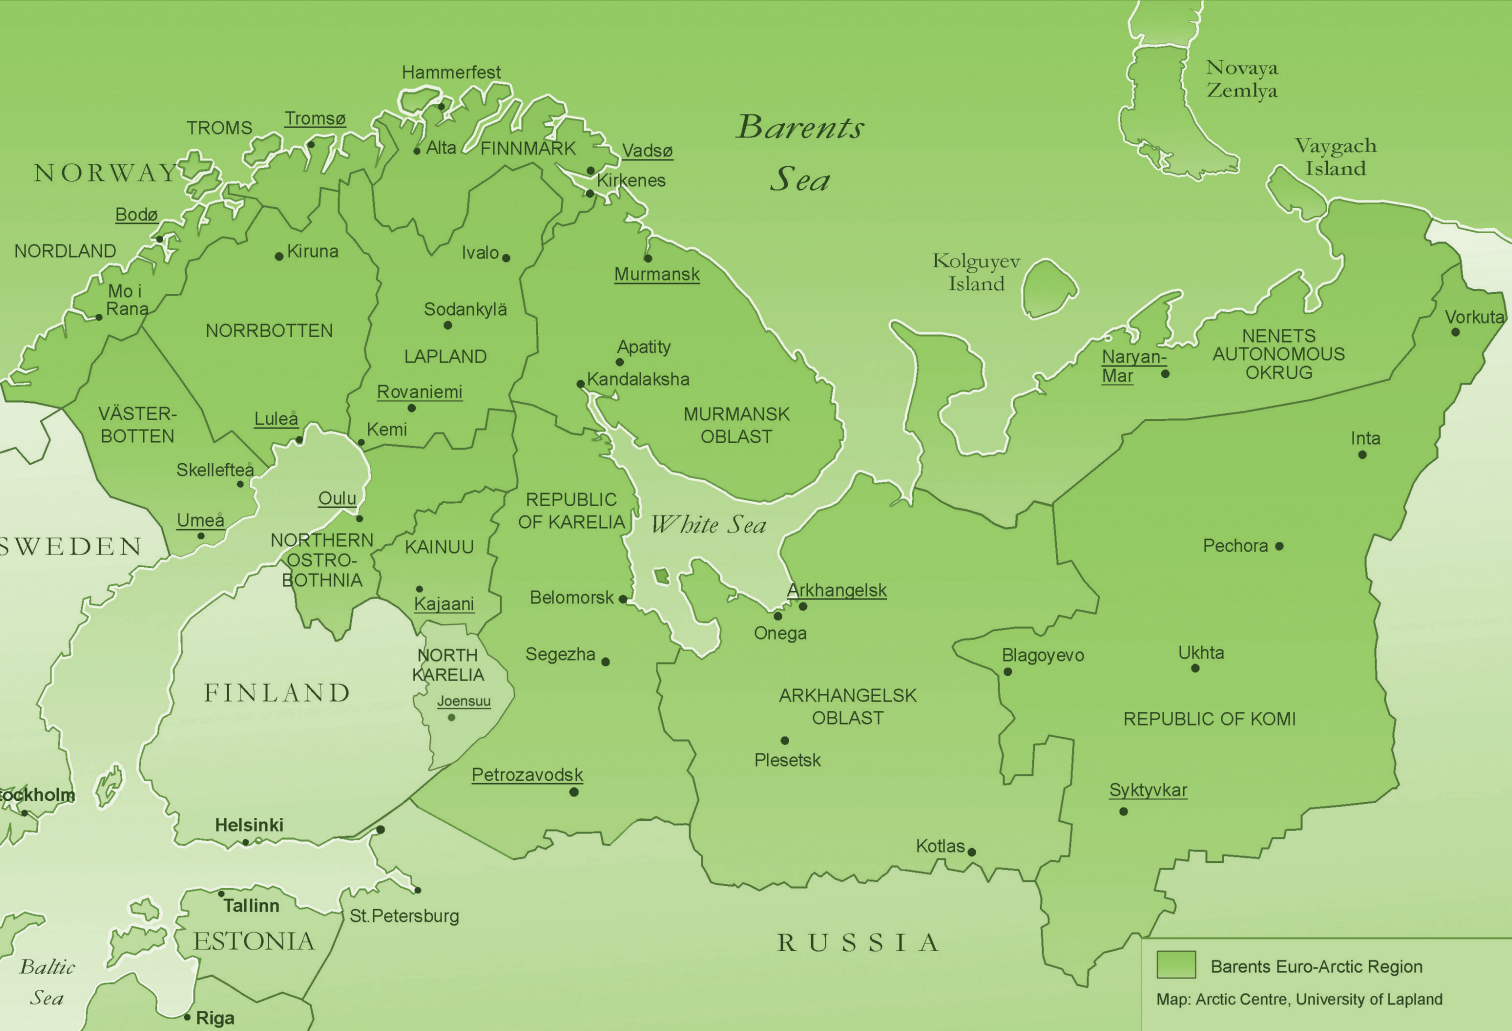 Hammerfest
Novaya
Zemlya
Tromsø
TROMS
Barents
Sea
Alta
FINNMARK
Vadsø
Vaygach
Island
NORWAY
Kirkenes
Bodø
NORDLAND
Kiruna
Ivalo
Murmansk
Kolguyev
Island
Mo i
Rana
Sodankylä
NORRBOTTEN
LAPLAND
Apatity
Kandalaksha
Vorkuta
NENETS
AUTONOMOUS
OKRUG
Naryan-
Mar
Rovaniemi
VÄSTER-
BOTTEN
Luleå
Kemi
MURMANSK
OBLAST
Inta
Skellefteå
Oulu
REPUBLIC
OF KARELIA
White Sea
Umeå
SWEDEN
NORTHERN
OSTRO-
BOTHNIA
KAINUU
Pechora
Kajaani
Belomorsk
Arkhangelsk
Onega
NORTH
KARELIA
Joensuu
Segezha
Blagoyevo
Ukhta
FINLAND
ARKHANGELSK
OBLAST
REPUBLIC OF KOMI
Plesetsk
Petrozavodsk
Syktyvkar
tockholm
Helsinki
Kotlas
Tallinn
St.Petersburg
ESTONIA
RUSSIA
Baltic
Sea
Riga
Barents Euro-Arctic Region
Map: Arctic Centre, University of Lapland